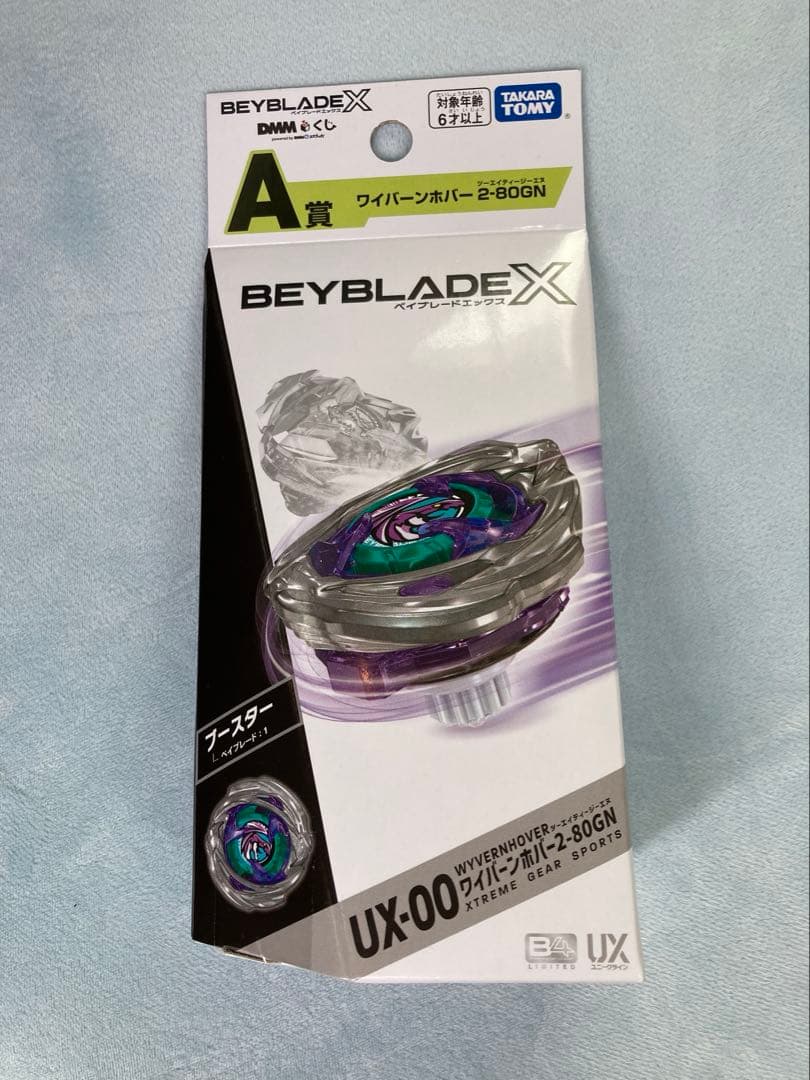 BEYBLADE X
ベイブレードエックス
DMMくじ
powered by
たいしょうねんれい
対象年齢
さいいじょう
6才以上
TAKARA
TOMY
A賞
ツーエイティージーエヌ
ワイバーンホバー 2-80GN
BEYBLADE X
ベイブレードエックス
ブースター
ベイブレード:1
UX-00
WYVERNHOVER ツーエイティージーエヌ
ワイバーンホバー2-80GN
XTREME GEAR SPORTS
B4
LIMITED
UX
ユニークライン